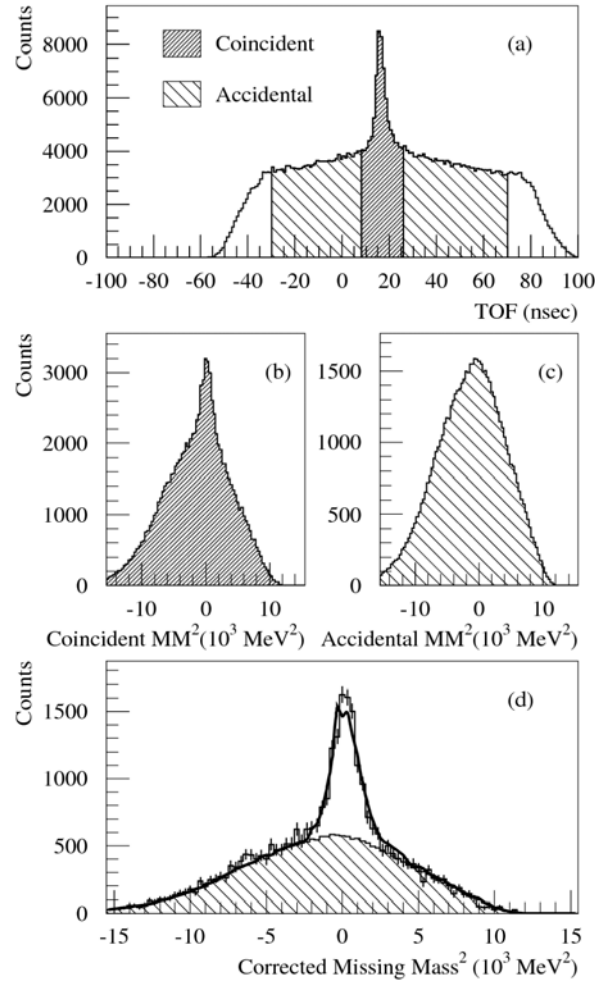 Counts
8000
6000
4000
2000
0
Coincident
Accidental
(a)
-100 -80 -60 -40 -20 0 20 40 60 80 100
TOF (nsec)
Counts
3000
2000
1000
0
(b)
-10 0 10
Coincident MM²(10³ MeV²)
1500
1000
500
0
(c)
-10 0 10
Accidental MM²(10³ MeV²)
Counts
1500
1000
500
0
(d)
-15 -10 -5 0 5 10 15
Corrected Missing Mass² (10³ MeV²)